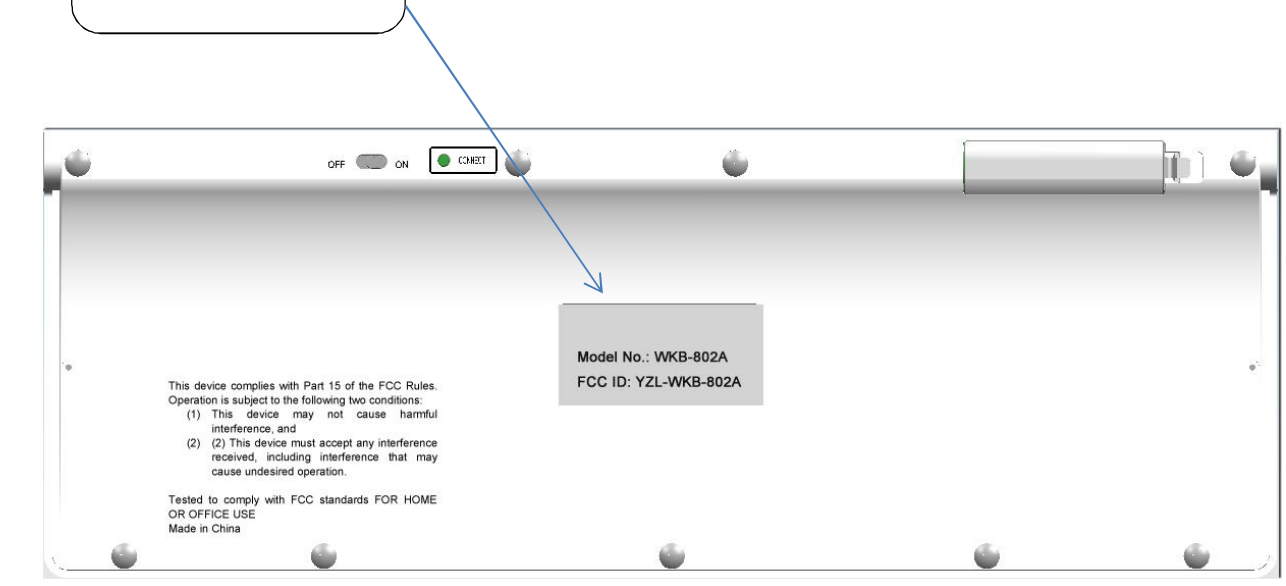 OFF ON CONNECT
Model No.: WKB-802A
FCC ID: YZL-WKB-802A
This device complies with Part 15 of the FCC Rules.
Operation is subject to the following two conditions:
(1) This device may not cause harmful
interference, and
(2) (2) This device must accept any interference
received, including interference that may
cause undesired operation.
Tested to comply with FCC standards FOR HOME
OR OFFICE USE
Made in China